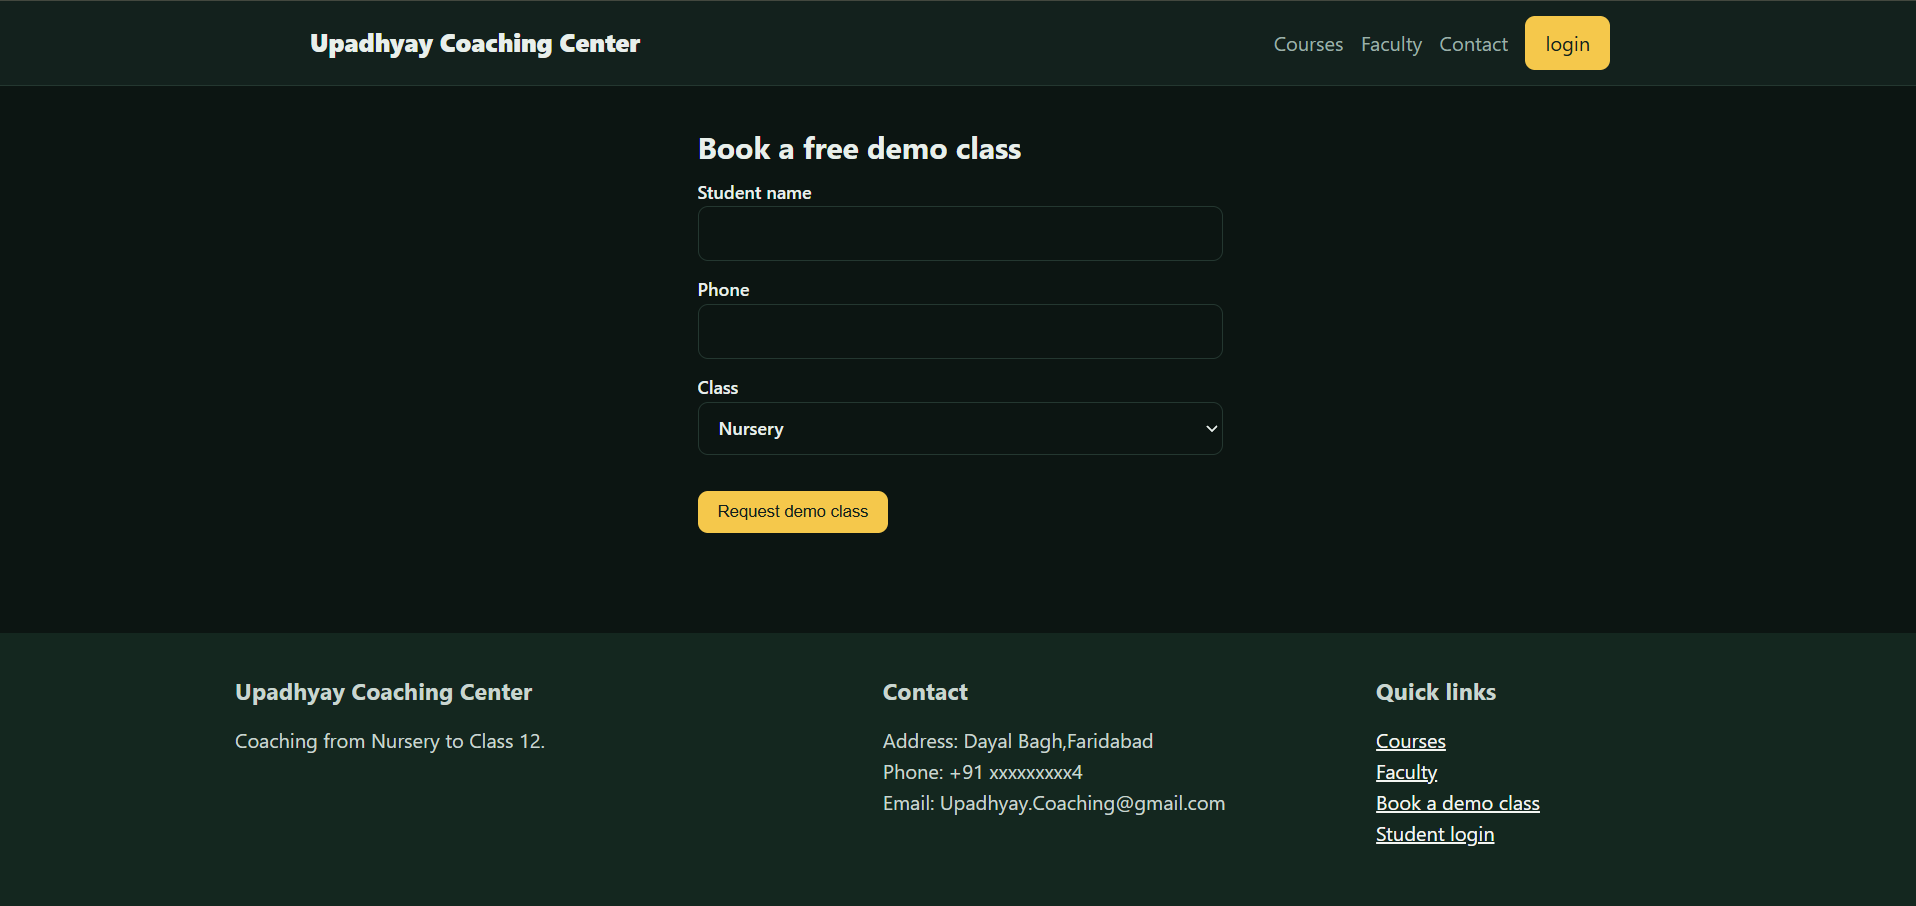 Upadhyay Coaching Center
Courses Faculty Contact login
Book a free demo class
Student name
Phone
Class
Nursery
Request demo class
Upadhyay Coaching Center
Coaching from Nursery to Class 12.
Contact
Address: Dayal Bagh,Faridabad
Phone: +91 xxxxxxxxx4
Email: Upadhyay.Coaching@gmail.com
Quick links
Courses
Faculty
Book a demo class
Student login